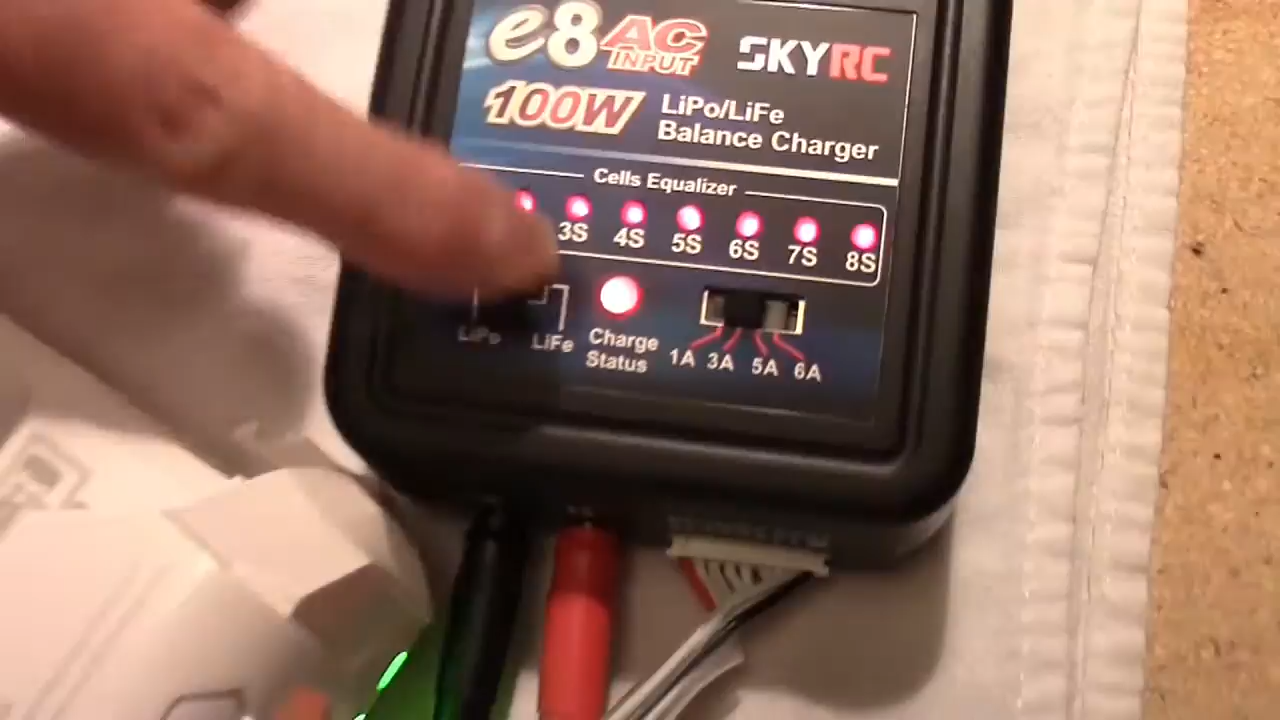 e8 AC INPUT SKYRC
100W LiPo/LiFe
Balance Charger
Cells Equalizer
3S 4S 5S 6S 7S 8S
LiPo LiFe Charge Status 1A 3A 5A 6A